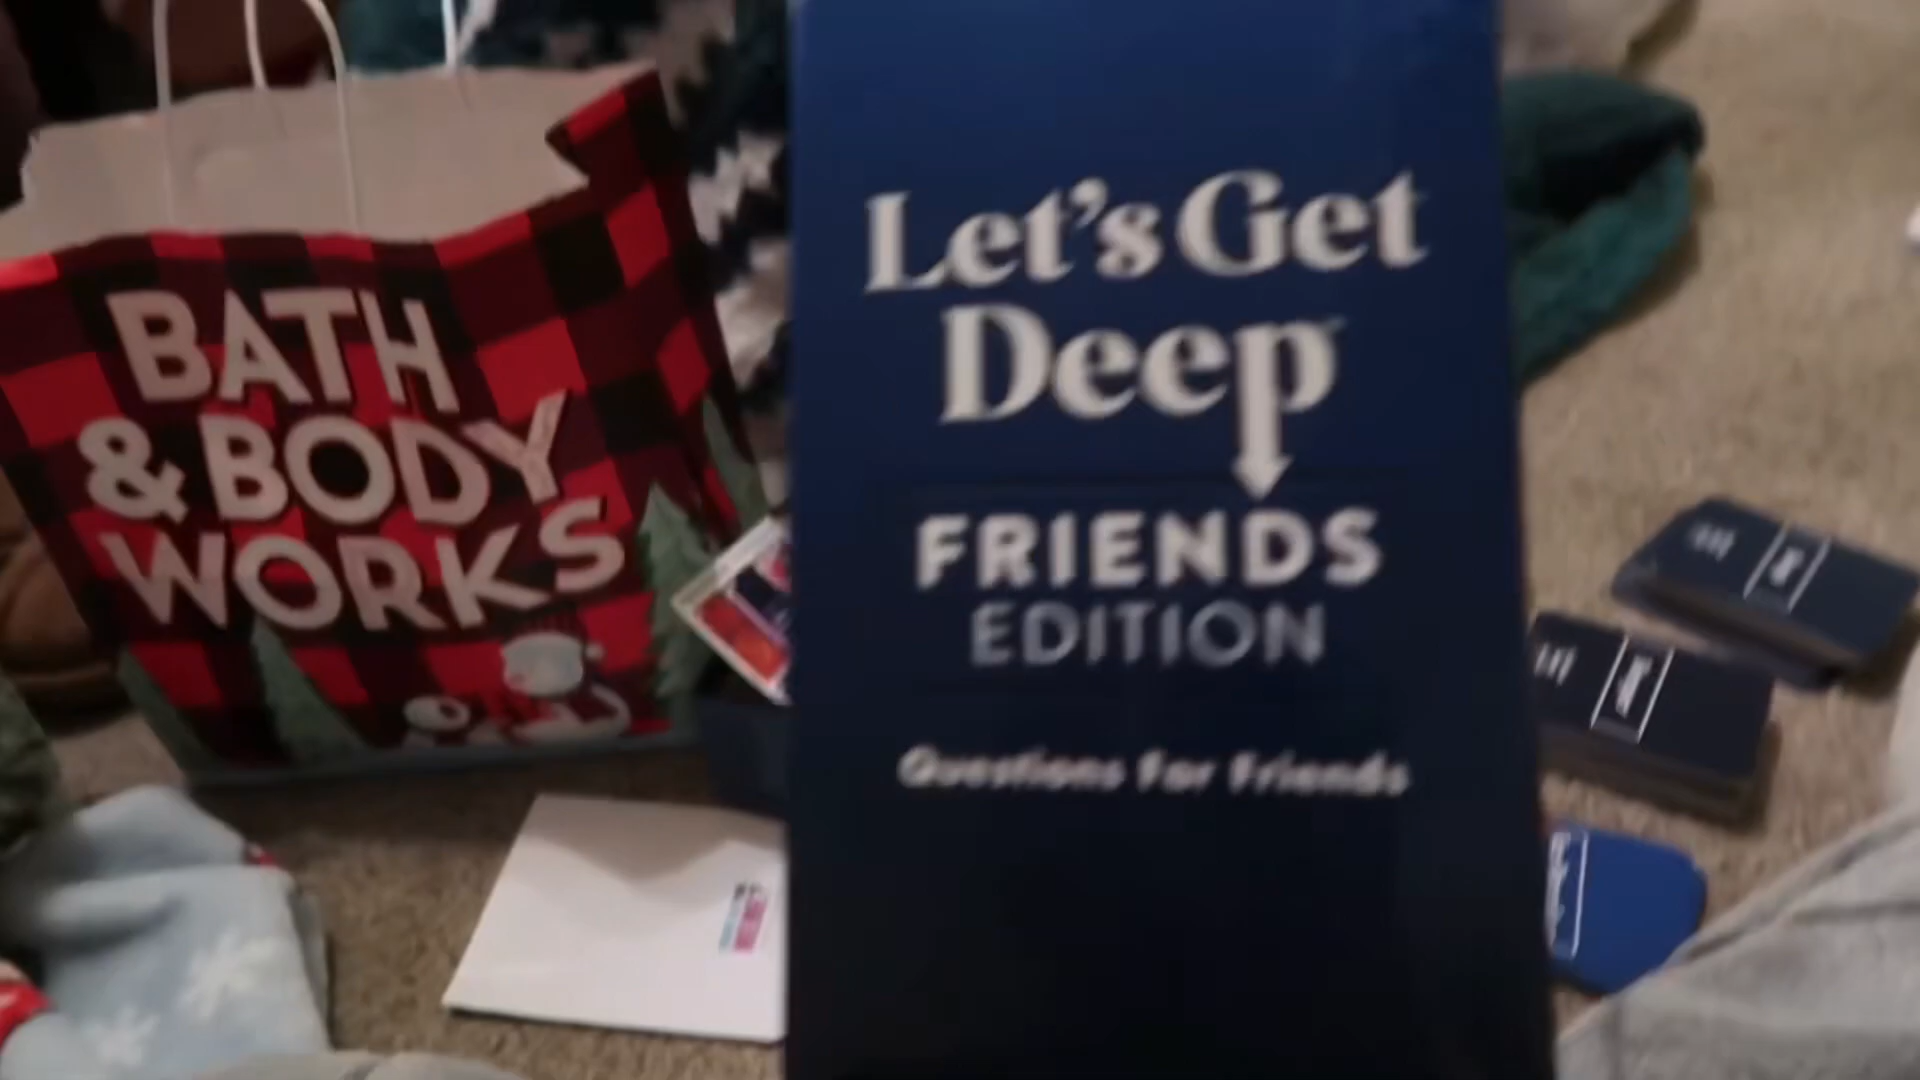 BATH
& BODY
WORKS
Let's Get
Deep
FRIENDS
EDITION
Questions For Friends